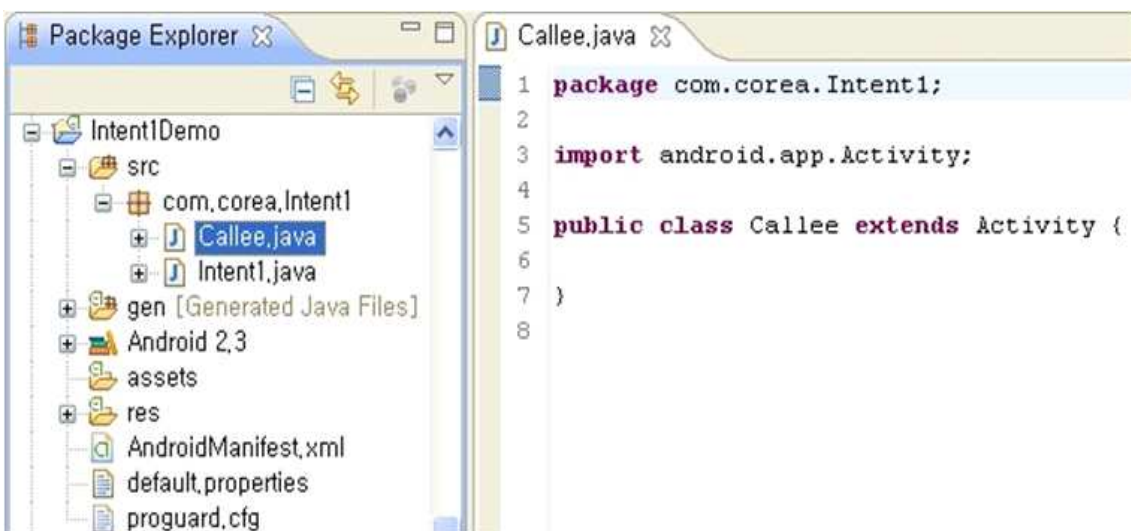 Package Explorer
Intent1Demo
src
com.corea.Intent1
Callee.java
Intent1.java
gen [Generated Java Files]
Android 2.3
assets
res
AndroidManifest.xml
default.properties
proguard.cfg
Callee.java
1 package com.corea.Intent1;
2
3 import android.app.Activity;
4
5 public class Callee extends Activity {
6
7 }
8